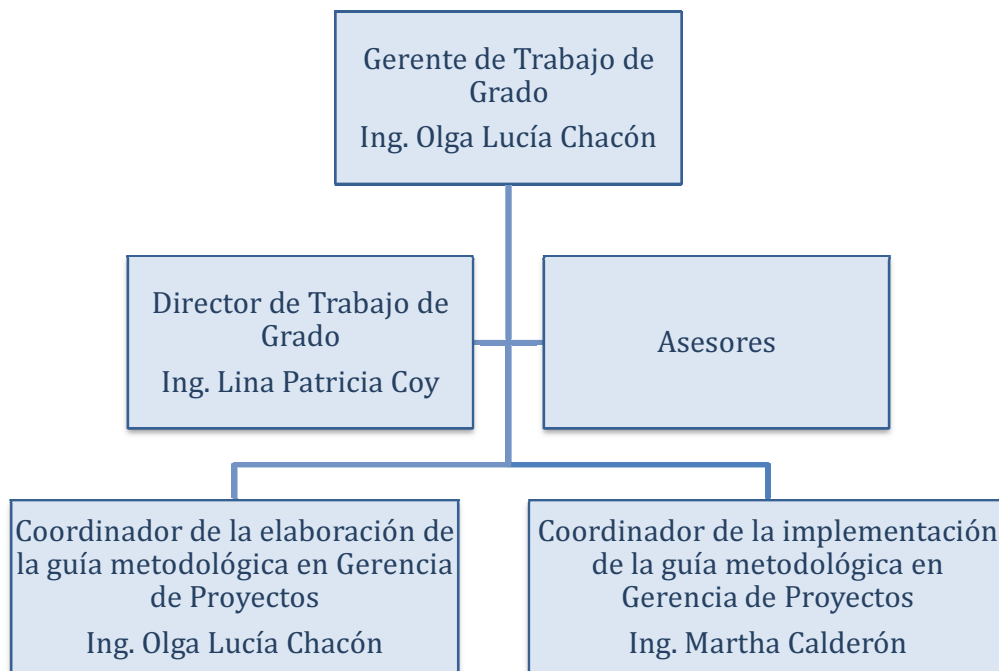 Gerente de Trabajo de
Grado
Ing. Olga Lucía Chacón
Director de Trabajo de
Grado
Ing. Lina Patricia Coy
Asesores
Coordinador de la elaboración de
la guía metodológica en Gerencia
de Proyectos
Ing. Olga Lucía Chacón
Coordinador de la implementación
de la guía metodológica en
Gerencia de Proyectos
Ing. Martha Calderón